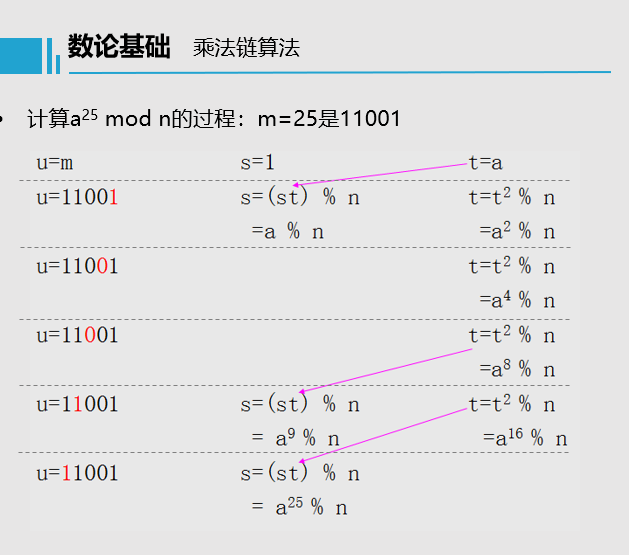 数论基础 乘法链算法
• 计算a²⁵ mod n的过程：m=25是11001
u=m s=1 t=a
u=11001 s=(st) % n t=t² % n
=a % n =a² % n
u=11001 t=t² % n
=a⁴ % n
u=11001 t=t² % n
=a⁸ % n
u=11001 s=(st) % n t=t² % n
= a⁹ % n =a¹⁶ % n
u=11001 s=(st) % n
= a²⁵ % n